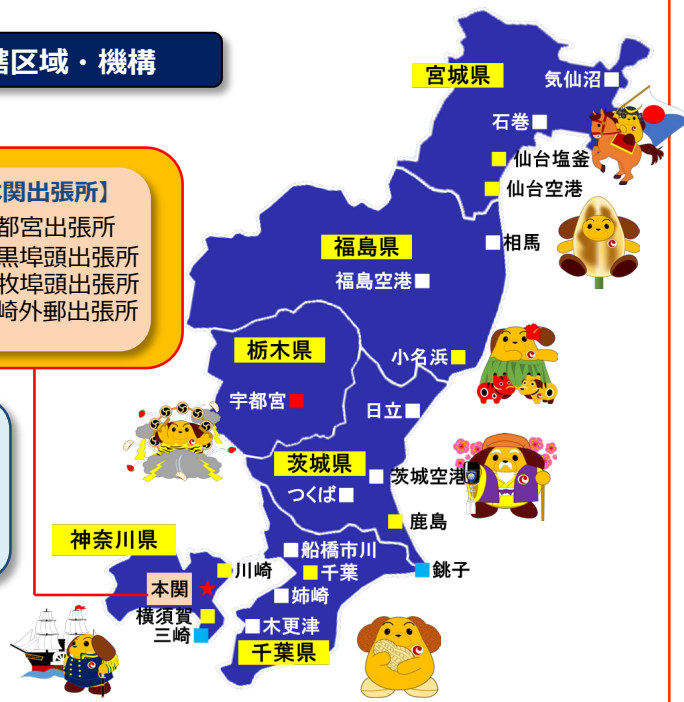 轄区域・機構
関出張所】
都宮出張所
黒埠頭出張所
牧埠頭出張所
崎外郵出張所
宮城県
気仙沼
石巻
仙台塩釜
仙台空港
相馬
福島県
福島空港
小名浜
栃木県
宇都宮
日立
茨城県
茨城空港
つくば
鹿島
神奈川県
船橋市川
川崎
千葉
銚子
本関
姉崎
横須賀
三崎
木更津
千葉県